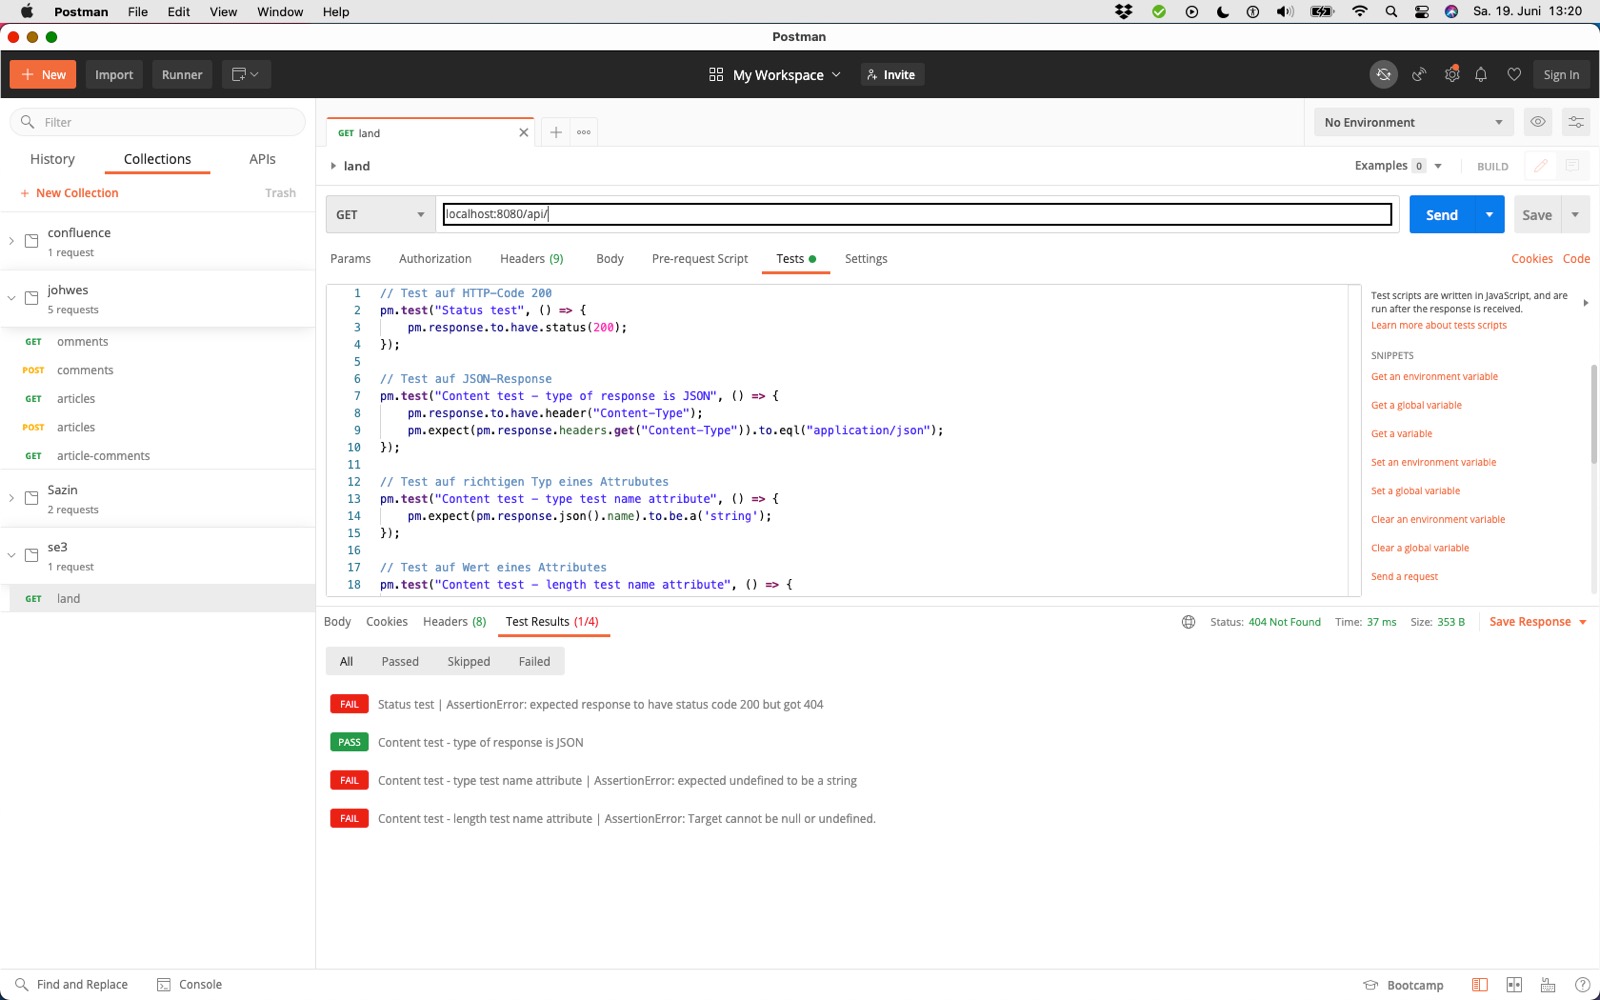 Postman File Edit View Window Help Sa. 19. Juni 13:20
Postman
+ New Import Runner My Workspace Invite Sign In
Filter
History Collections APIs
+ New Collection Trash
confluence
1 request
johwes
5 requests
GET omments
POST comments
GET articles
POST articles
GET article-comments
Sazin
2 requests
se3
1 request
GET land
GET land
No Environment
land
Examples 0 BUILD
GET localhost:8080/api/ Send Save
Params Authorization Headers (9) Body Pre-request Script Tests Settings Cookies Code
1 // Test auf HTTP-Code 200
2 pm.test("Status test", () => {
3 pm.response.to.have.status(200);
4 });
5
6 // Test auf JSON-Response
7 pm.test("Content test - type of response is JSON", () => {
8 pm.response.to.have.header("Content-Type");
9 pm.expect(pm.response.headers.get("Content-Type")).to.eql("application/json");
10 });
11
12 // Test auf richtigen Typ eines Attrubutes
13 pm.test("Content test - type test name attribute", () => {
14 pm.expect(pm.response.json().name).to.be.a('string');
15 });
16
17 // Test auf Wert eines Attributes
18 pm.test("Content test - length test name attribute", () => {
Test scripts are written in JavaScript, and are
run after the response is received.
Learn more about tests scripts
SNIPPETS
Get an environment variable
Get a global variable
Get a variable
Set an environment variable
Set a global variable
Clear an environment variable
Clear a global variable
Send a request
Body Cookies Headers (8) Test Results (1/4) Status: 404 Not Found Time: 37 ms Size: 353 B Save Response
All Passed Skipped Failed
FAIL Status test | AssertionError: expected response to have status code 200 but got 404
PASS Content test - type of response is JSON
FAIL Content test - type test name attribute | AssertionError: expected undefined to be a string
FAIL Content test - length test name attribute | AssertionError: Target cannot be null or undefined.
Find and Replace Console Bootcamp